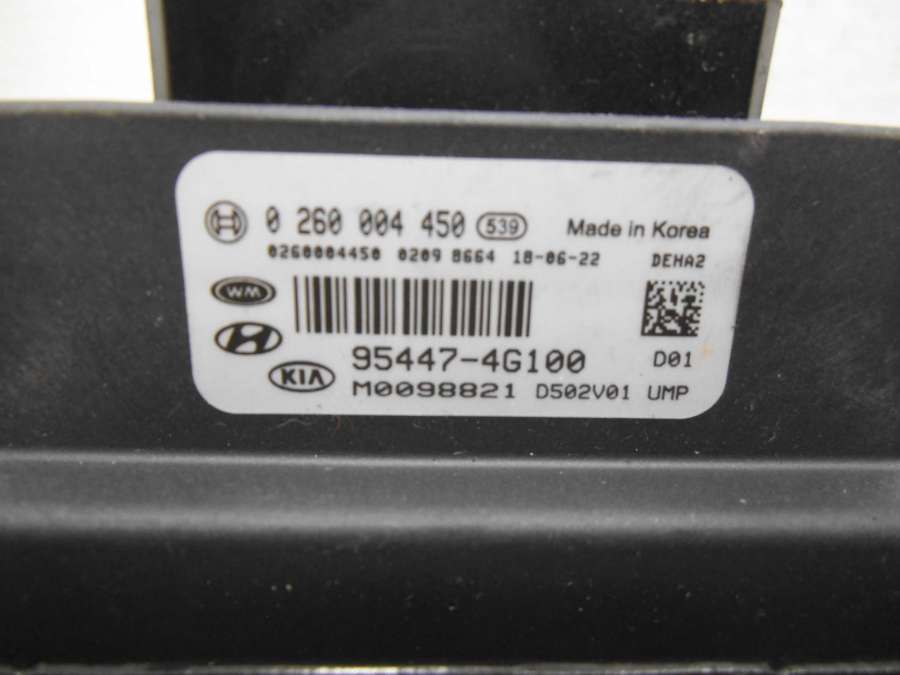 0 260 004 450 539 Made in Korea
0260004450 0209 8664 18-06-22 DEHA2
WM
95447-4G100 D01
KIA
M0098821 D502V01 UMP